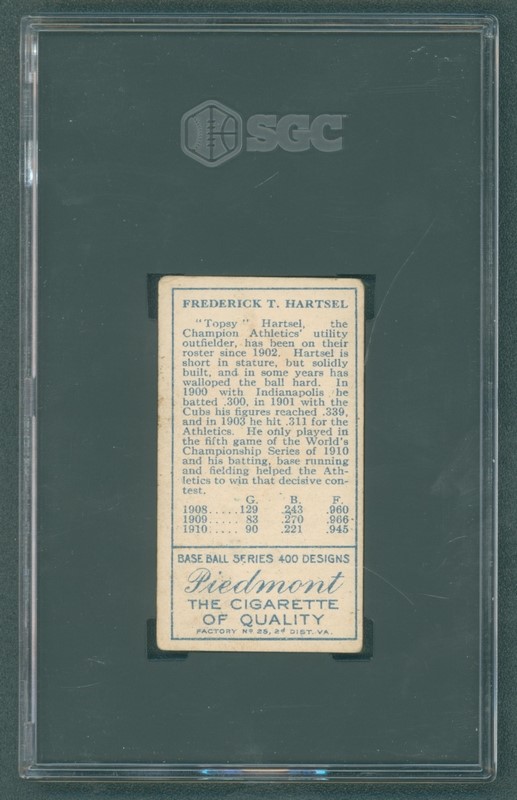 SGC
FREDERICK T. HARTSEL
"Topsy" Hartsel, the
Champion Athletics' utility
outfielder, has been on their
roster since 1902. Hartsel is
short in stature, but solidly
built, and in some years has
walloped the ball hard. In
1900 with Indianapolis he
batted .300, in 1901 with the
Cubs his figures reached .339,
and in 1903 he hit .311 for the
Athletics. He only played in
the fifth game of the World's
Championship Series of 1910
and his batting, base running
and fielding helped the Ath-
letics to win that decisive con-
test.
G. B. F.
1908.....129 .243 .960
1909..... 83 .270 .966
1910..... 90 .221 .945
BASE BALL SERIES 400 DESIGNS
Piedmont
THE CIGARETTE
OF QUALITY
FACTORY No 25, 2d DIST. VA.